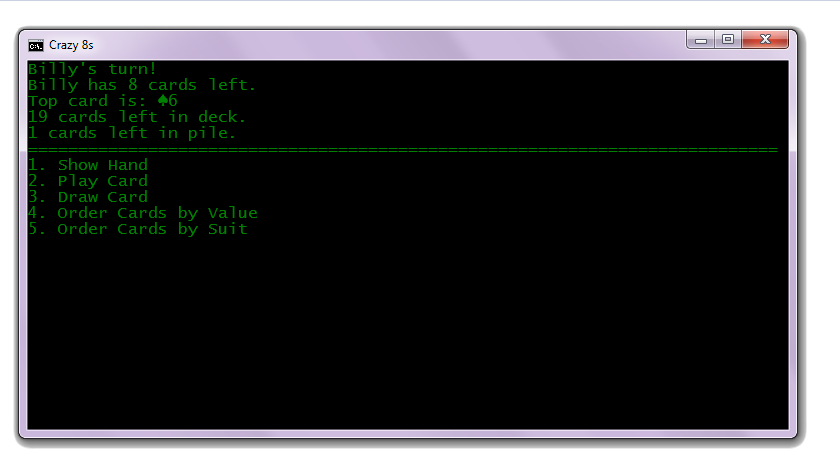 Crazy 8s
Billy's turn!
Billy has 8 cards left.
Top card is: ♠6
19 cards left in deck.
1 cards left in pile.
===========================================================================
1. Show Hand
2. Play Card
3. Draw Card
4. Order Cards by Value
5. Order Cards by Suit